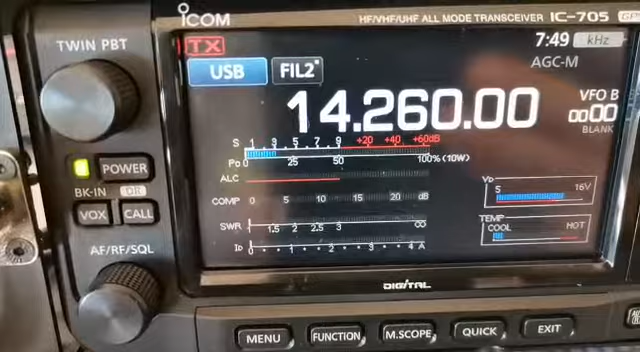 ICOM HF/VHF/UHF ALL MODE TRANSCEIVER IC-705
TWIN PBT
TX 7:49 kHz
USB FIL2 AGC-M
14.260.00 VFO B
00
BLANK
S 1 3 5 7 9 +20 +40 +60dB
Po 0 25 50 100% (10W)
ALC
COMP 0 5 10 15 20 dB
SWR 1 1.5 2 2.5 3 ∞
ID 0 1 2 3 4 A
VD
5 16V
TEMP
COOL HOT
POWER
BK-IN
VOX CALL
AF/RF/SQL
DIGITAL
MENU FUNCTION M.SCOPE QUICK EXIT